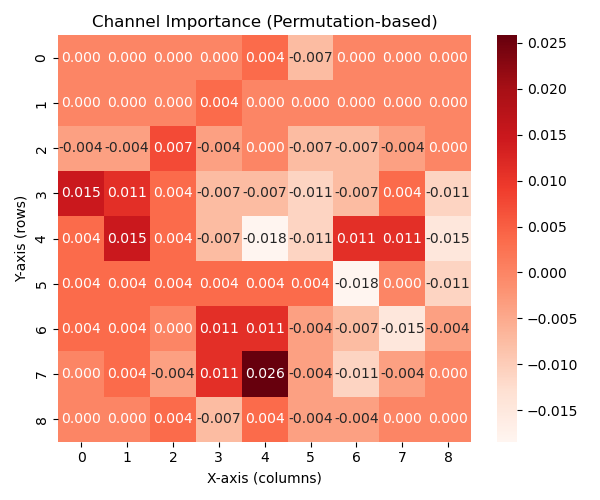 Channel Importance (Permutation-based)
0 0.000 0.000 0.000 0.000 0.004 -0.007 0.000 0.000 0.000
1 0.000 0.000 0.000 0.004 0.000 0.000 0.000 0.000 0.000
2 -0.004 -0.004 0.007 -0.004 0.000 -0.007 -0.007 -0.004 0.000
3 0.015 0.011 0.004 -0.007 -0.007 -0.011 -0.007 0.004 -0.011
4 0.004 0.015 0.004 -0.007 -0.018 -0.011 0.011 0.011 -0.015
5 0.004 0.004 0.004 0.004 0.004 0.004 -0.018 0.000 -0.011
6 0.004 0.004 0.000 0.011 0.011 -0.004 -0.007 -0.015 -0.004
7 0.000 0.004 -0.004 0.011 0.026 -0.004 -0.011 -0.004 0.000
8 0.000 0.000 0.004 -0.007 0.004 -0.004 -0.004 0.000 0.000
0 1 2 3 4 5 6 7 8
X-axis (columns)
Y-axis (rows)
0.025
0.020
0.015
0.010
0.005
0.000
−0.005
−0.010
−0.015